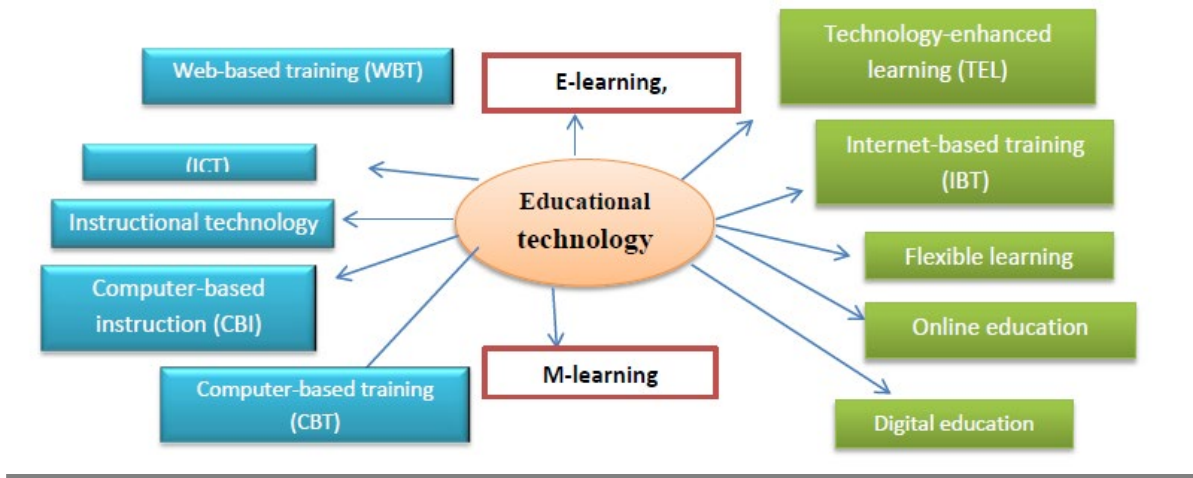 Web-based training (WBT)
(ICT)
Instructional technology
Computer-based
instruction (CBI)
Computer-based training
(CBT)
E-learning,
Educational
technology
M-learning
Technology-enhanced
learning (TEL)
Internet-based training
(IBT)
Flexible learning
Online education
Digital education